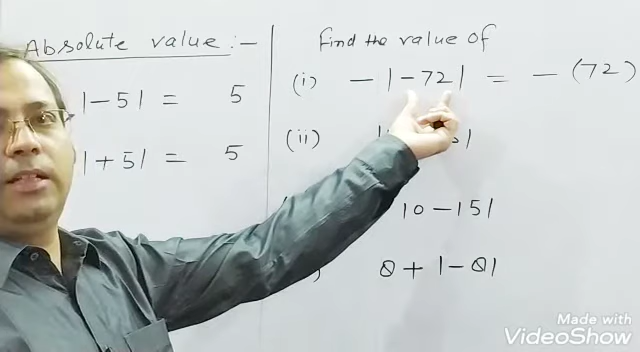 Absolute value :-
|-5| = 5
|+5| = 5
Find the value of
(i) - |-72| = - (72)
(ii)
10-15|
0 + |-0|
Made with
VideoShow